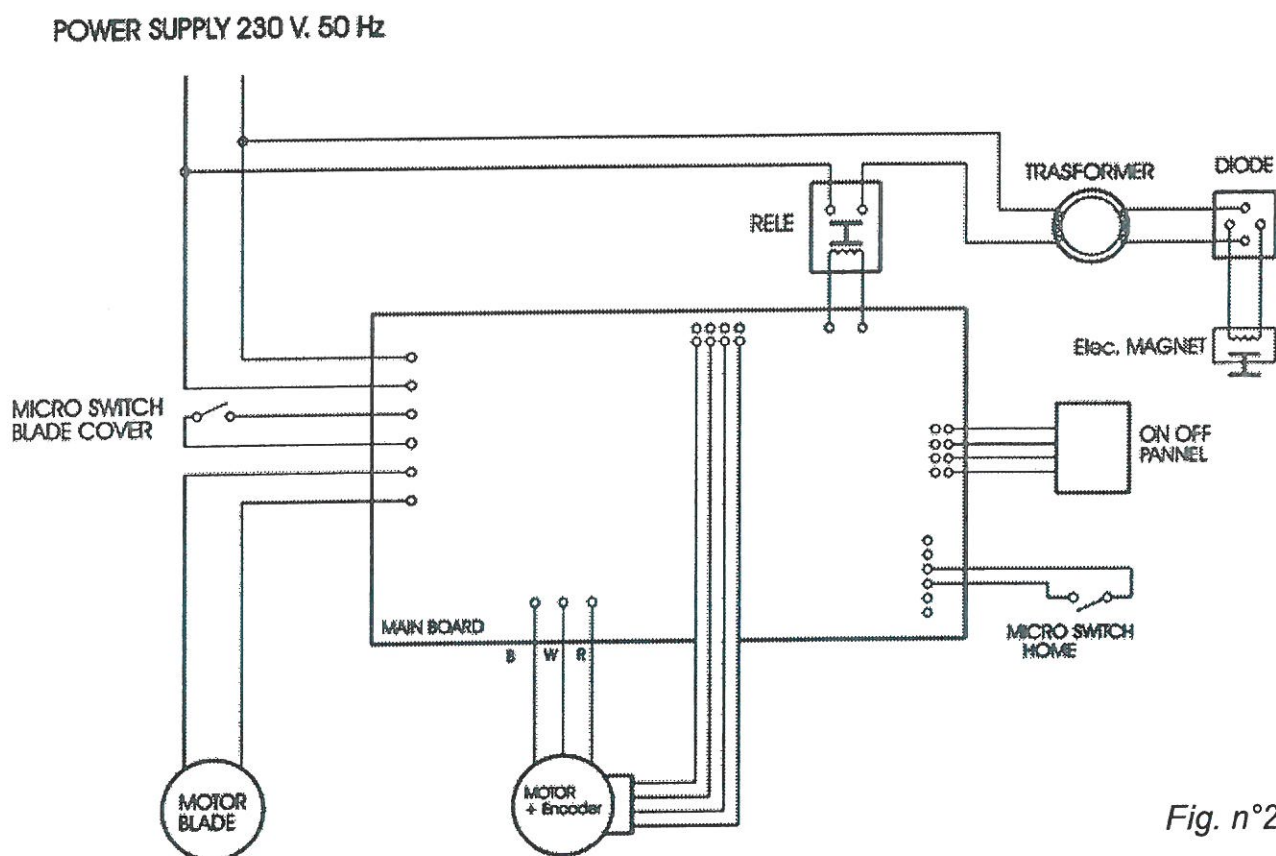 POWER SUPPLY 230 V. 50 Hz
TRASFORMER
DIODE
RELE
Elec. MAGNET
MICRO SWITCH
BLADE COVER
ON OFF
PANNEL
MAIN BOARD
B W R
MICRO SWITCH
HOME
MOTOR
BLADE
MOTOR
+ Encoder
Fig. n°2